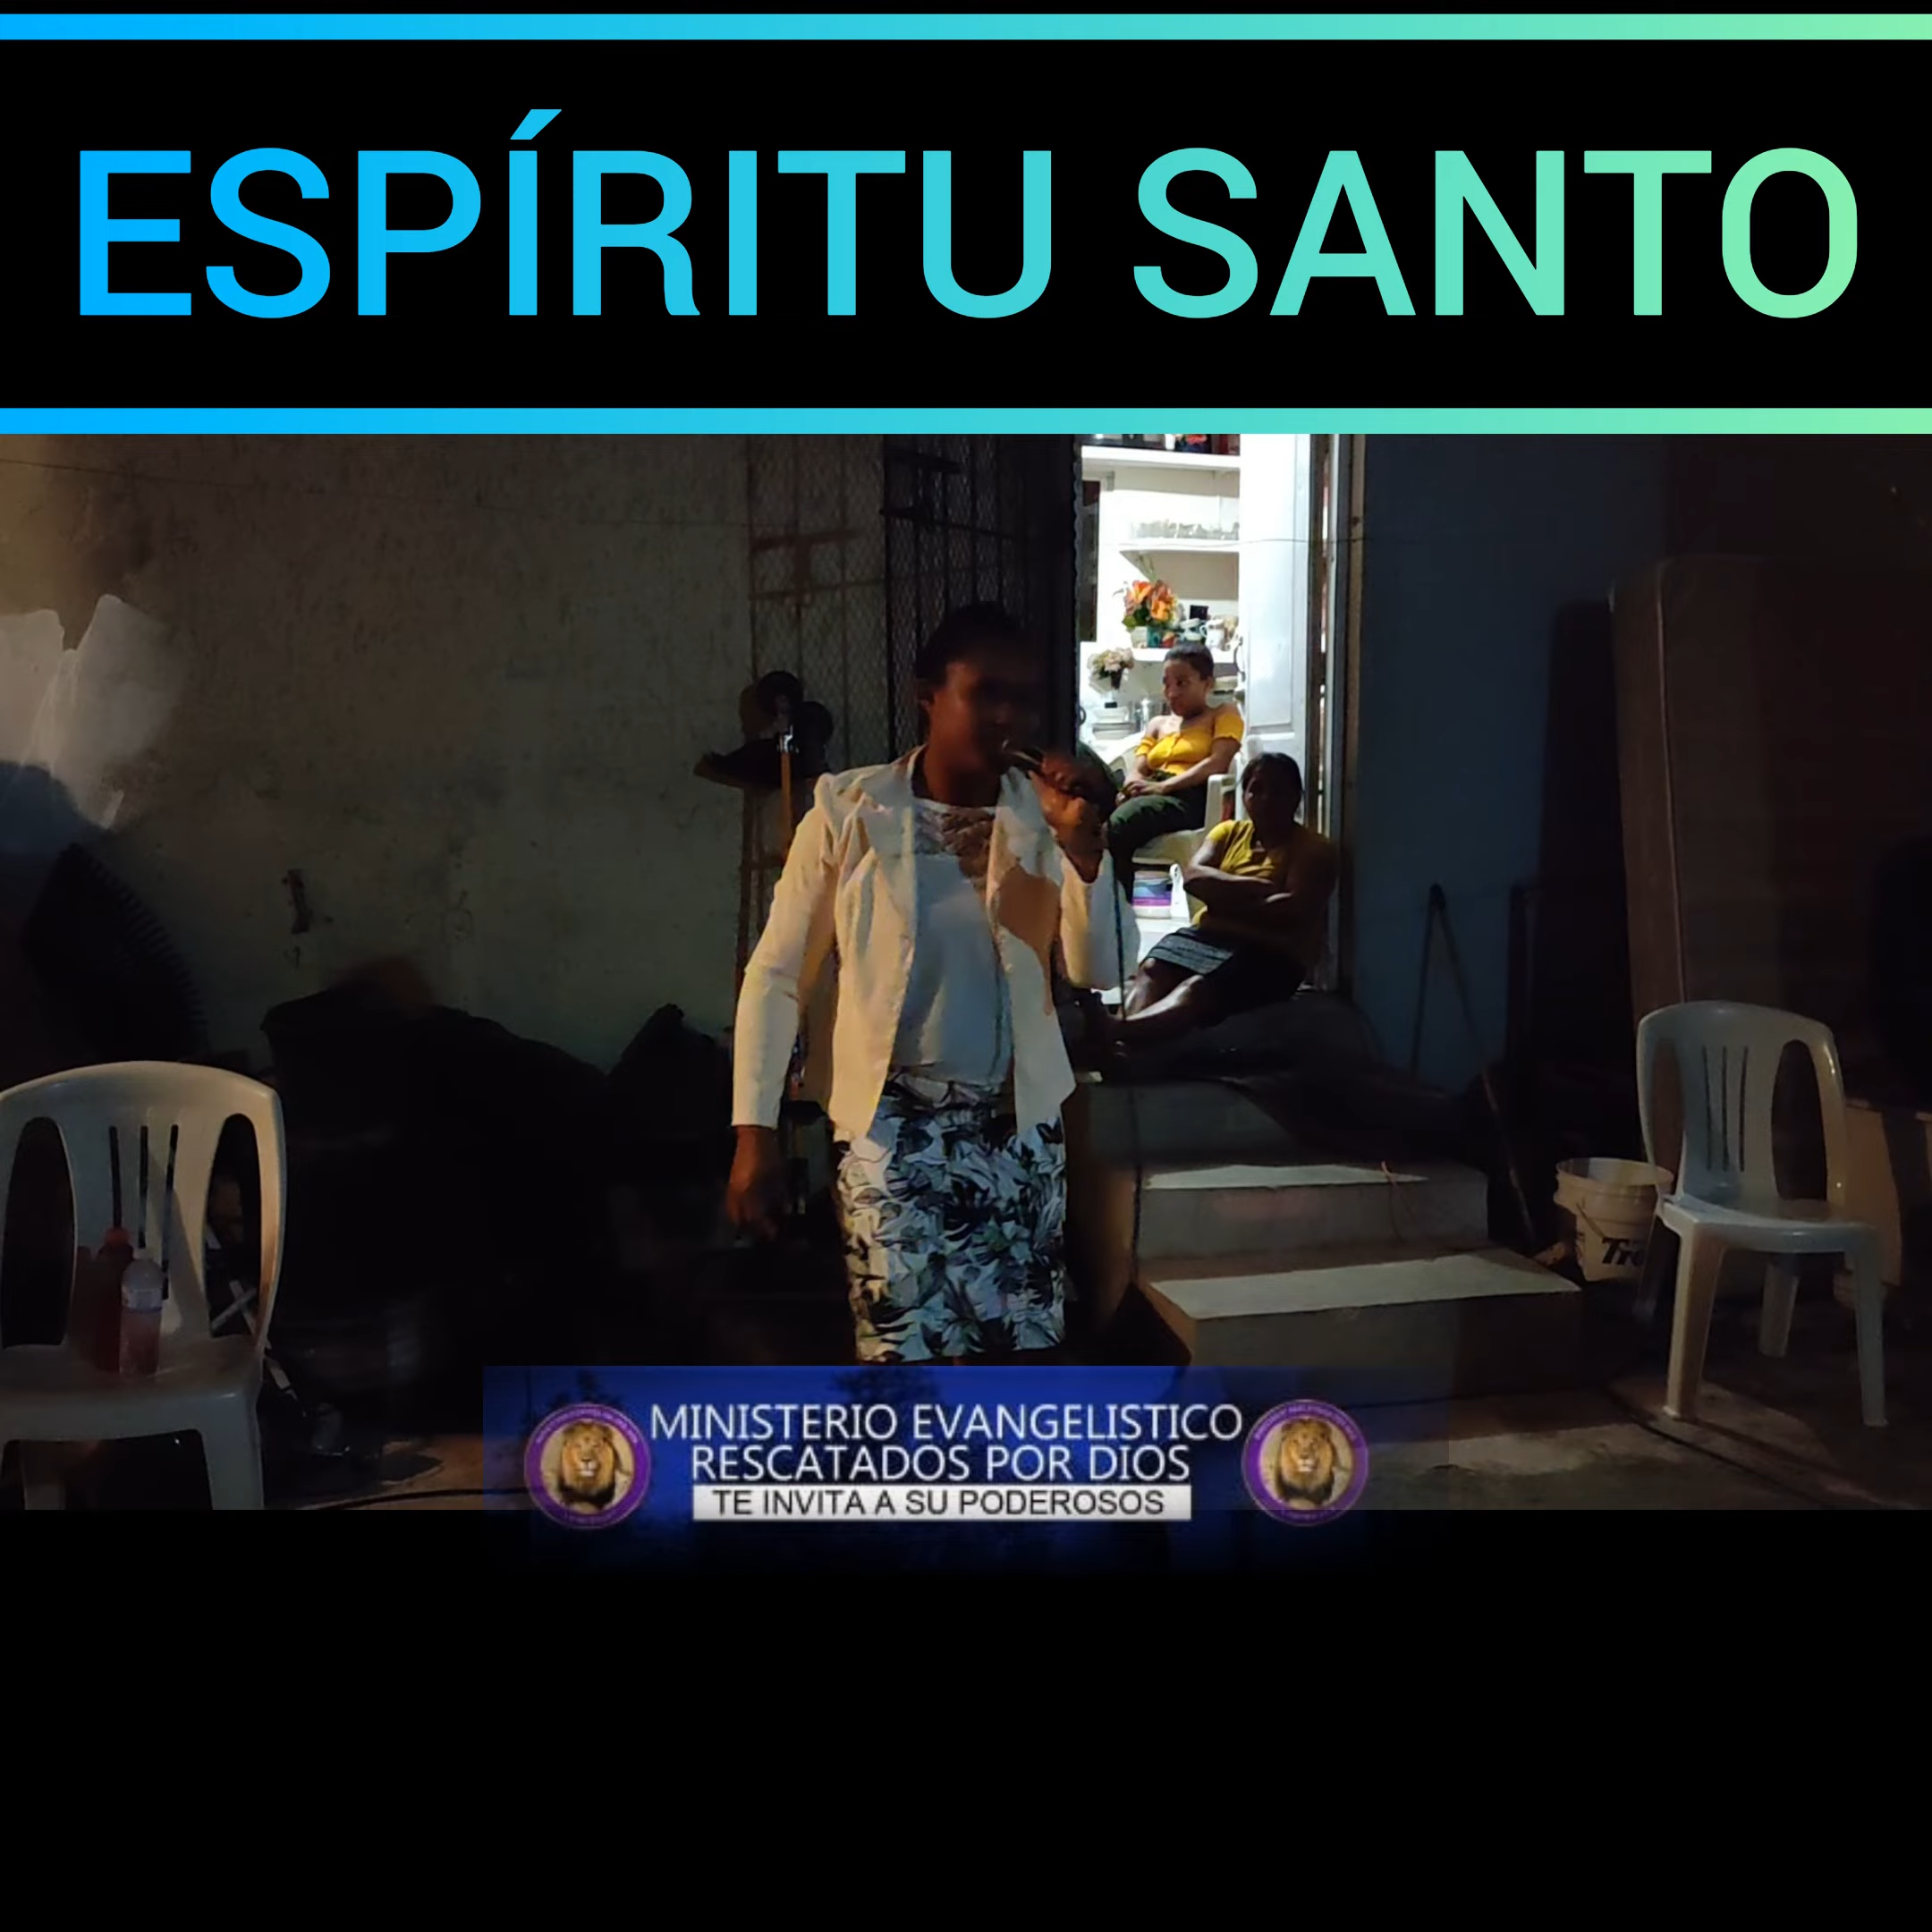 ESPÍRITU SANTO
MINISTERIO EVANGELISTICO
RESCATADOS POR DIOS
TE INVITA A SU PODEROSOS